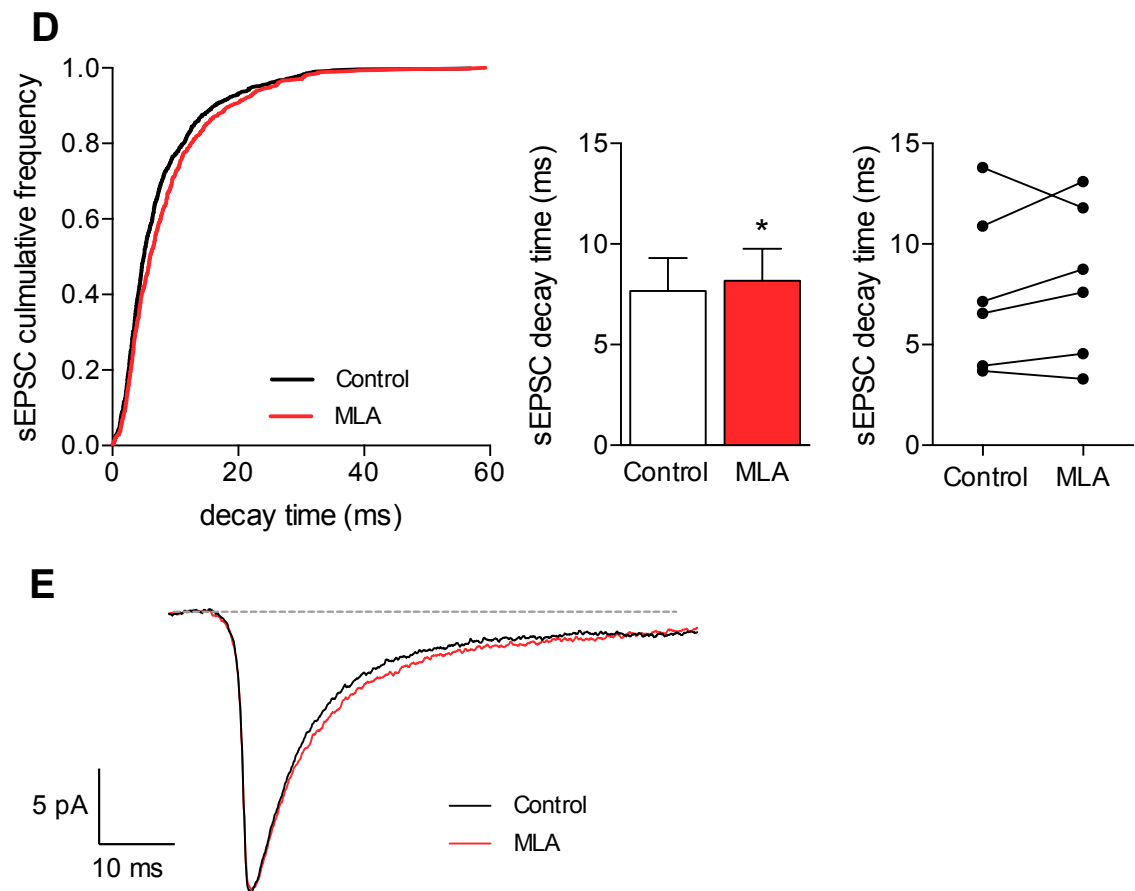 D
sEPSC culmulative frequency
1.0
0.8
0.6
0.4
0.2
0.0
0
20
40
60
decay time (ms)
Control
MLA
sEPSC decay time (ms)
15
10
5
0
*
Control
MLA
sEPSC decay time (ms)
15
10
5
0
Control
MLA
E
5 pA
10 ms
Control
MLA